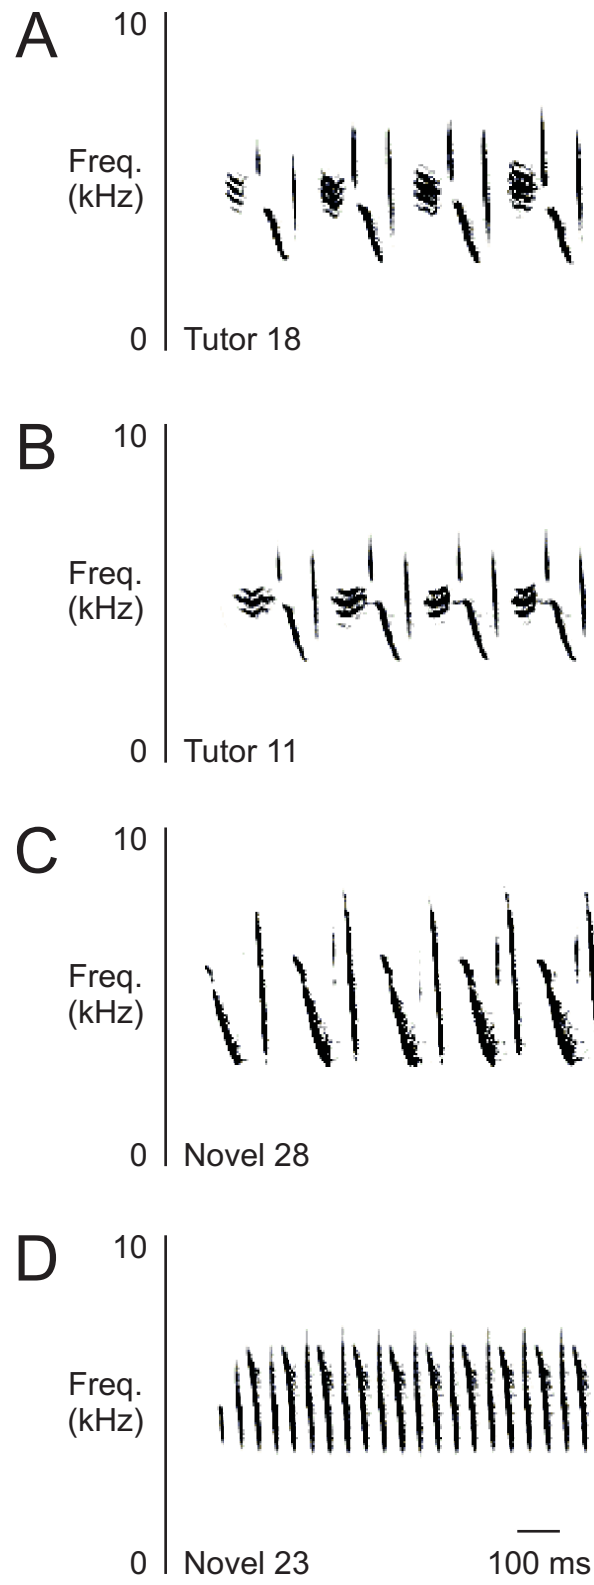 A
10
Freq.
(kHz)
0
Tutor 18
B
10
Freq.
(kHz)
0
Tutor 11
C
10
Freq.
(kHz)
0
Novel 28
D
10
Freq.
(kHz)
0
Novel 23
100 ms